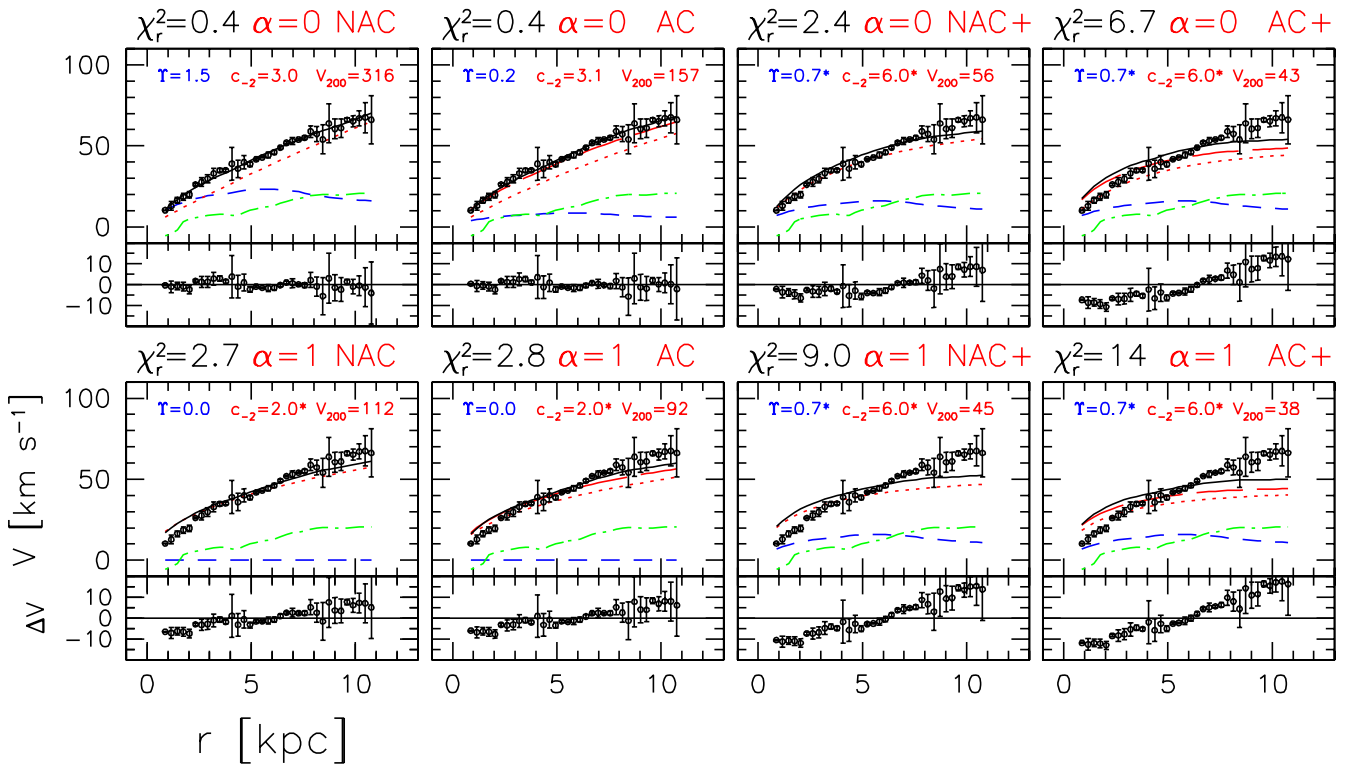 χ²ᵣ=0.4 α=0 NAC χ²ᵣ=0.4 α=0 AC χ²ᵣ=2.4 α=0 NAC+ χ²ᵣ=6.7 α=0 AC+
100 ϒ=1.5 c₋₂=3.0 V₂₀₀=316 ϒ=0.2 c₋₂=3.1 V₂₀₀=157 ϒ=0.7* c₋₂=6.0* V₂₀₀=56 ϒ=0.7* c₋₂=6.0* V₂₀₀=43
50
0
10
0
−10
χ²ᵣ=2.7 α=1 NAC χ²ᵣ=2.8 α=1 AC χ²ᵣ=9.0 α=1 NAC+ χ²ᵣ=14 α=1 AC+
100 ϒ=0.0 c₋₂=2.0* V₂₀₀=112 ϒ=0.0 c₋₂=2.0* V₂₀₀=92 ϒ=0.7* c₋₂=6.0* V₂₀₀=45 ϒ=0.7* c₋₂=6.0* V₂₀₀=38
50
0
V [km s⁻¹]
10
0
−10
ΔV
0 5 10 0 5 10 0 5 10 0 5 10
r [kpc]